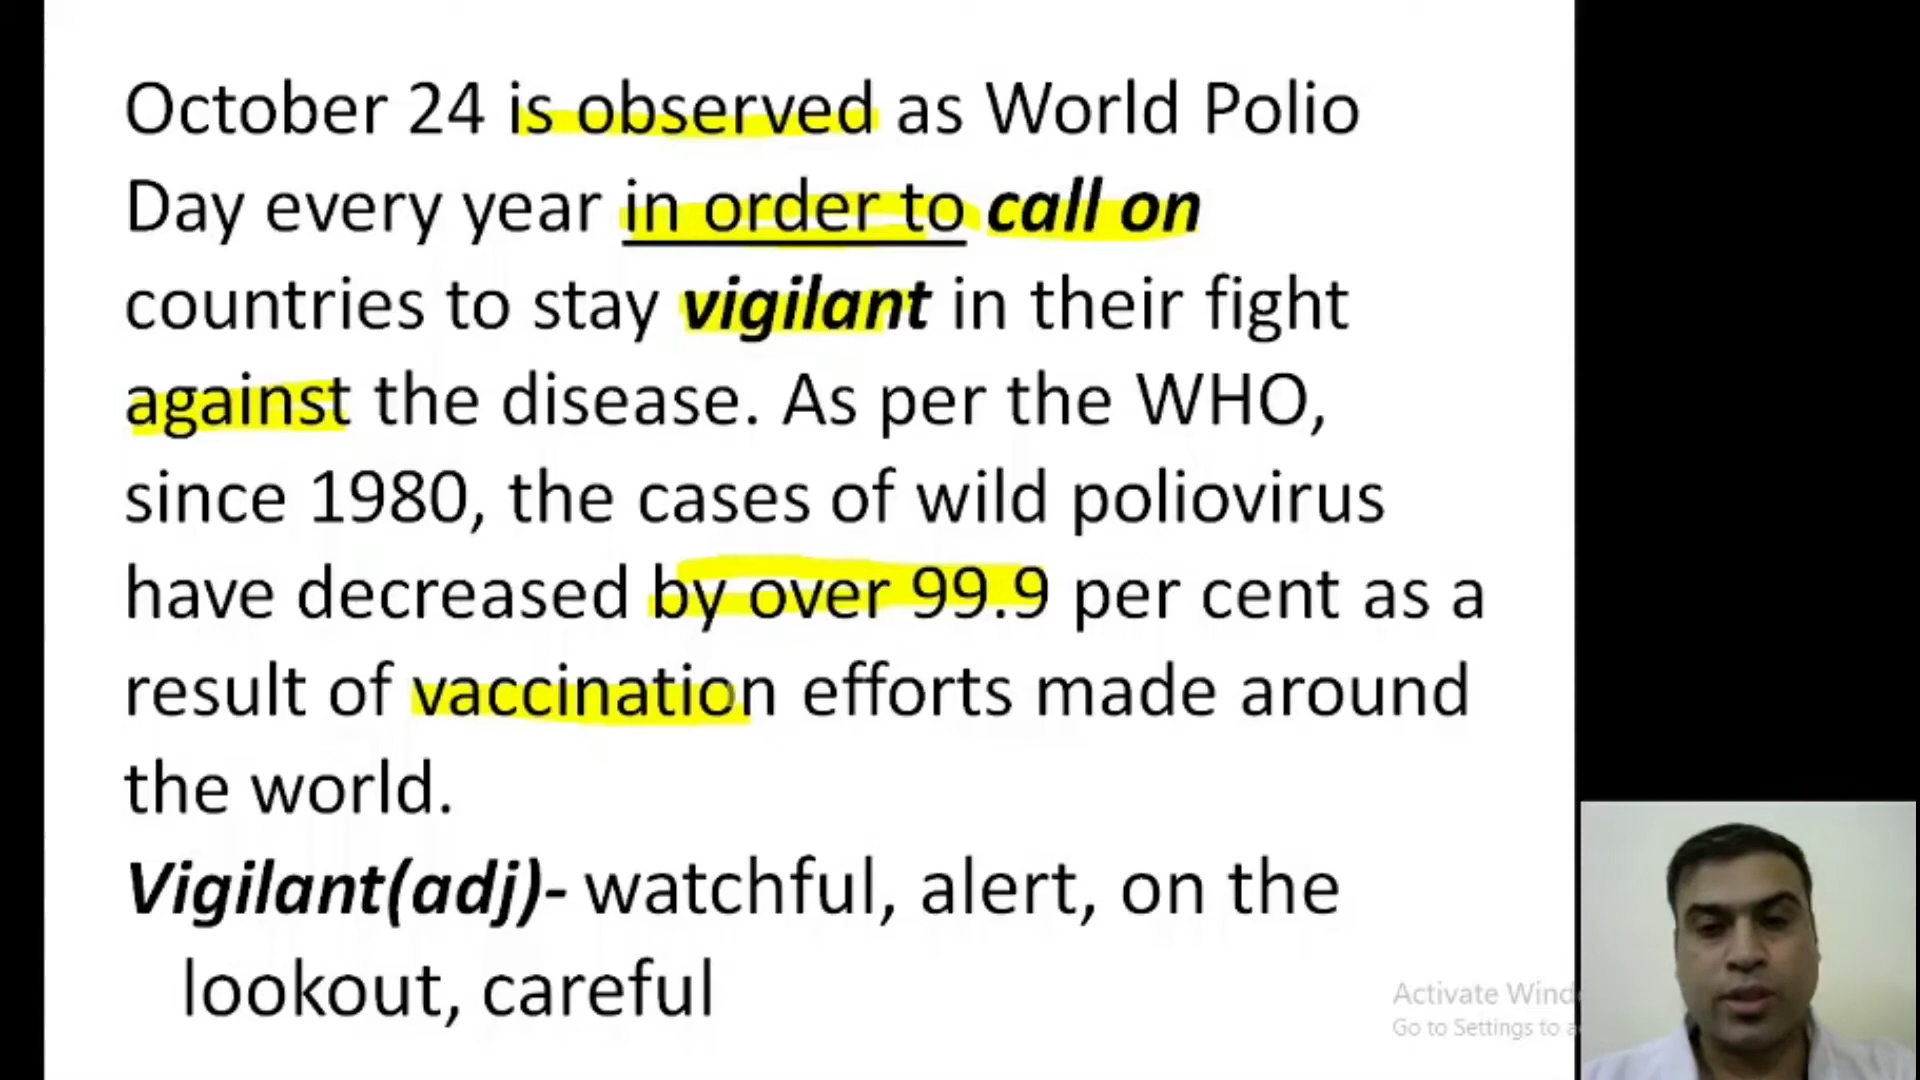 October 24 is observed as World Polio
Day every year in order to call on
countries to stay vigilant in their fight
against the disease. As per the WHO,
since 1980, the cases of wild poliovirus
have decreased by over 99.9 per cent as a
result of vaccination efforts made around
the world.
Vigilant(adj)- watchful, alert, on the
lookout, careful
Activate Wind
Go to Settings to a